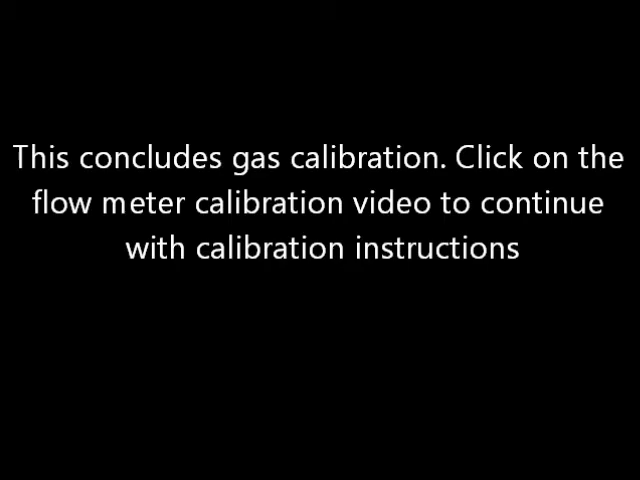 This concludes gas calibration. Click on the
flow meter calibration video to continue
with calibration instructions